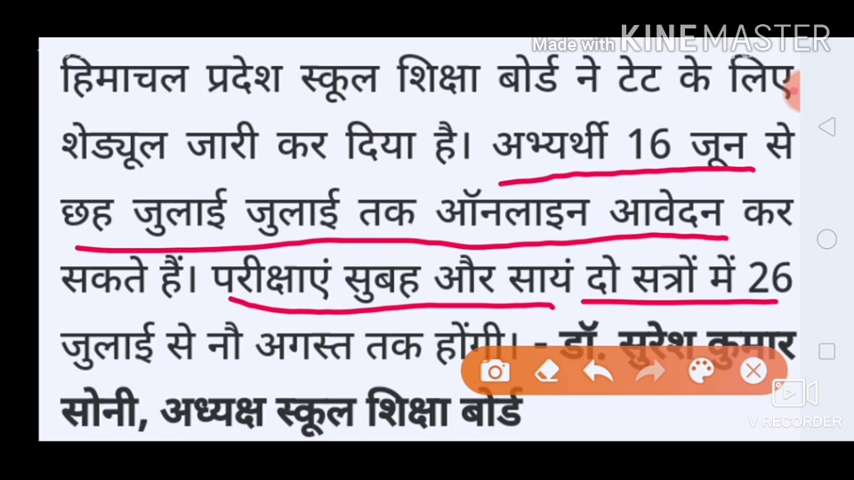 Made with KINEMASTER
हिमाचल प्रदेश स्कूल शिक्षा बोर्ड ने टेट के लिए
शेड्यूल जारी कर दिया है। अभ्यर्थी 16 जून से
छह जुलाई जुलाई तक ऑनलाइन आवेदन कर
सकते हैं। परीक्षाएं सुबह और सायं दो सत्रों में 26
जुलाई से नौ अगस्त तक होंगी। - डॉ. सुरेश कुमार
सोनी, अध्यक्ष स्कूल शिक्षा बोर्ड
V RECORDER